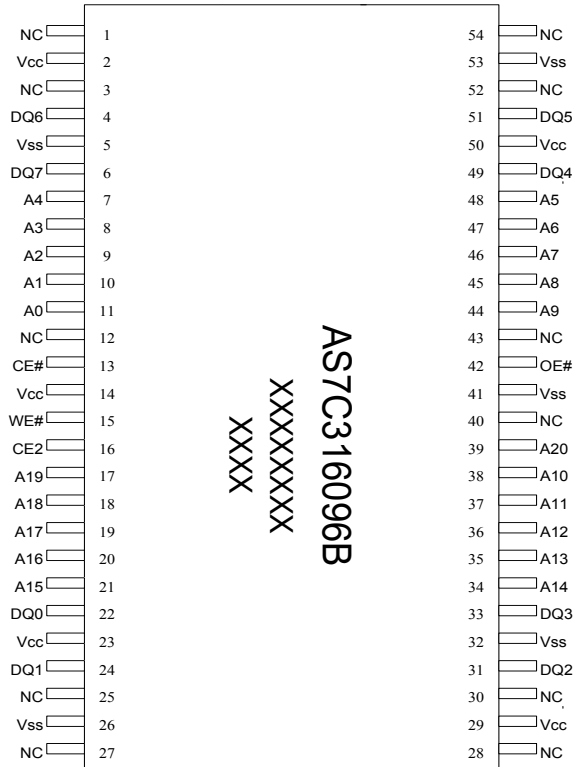 NC 1 54 NC
Vcc 2 53 Vss
NC 3 52 NC
DQ6 4 51 DQ5
Vss 5 50 Vcc
DQ7 6 49 DQ4
A4 7 48 A5
A3 8 47 A6
A2 9 46 A7
A1 10 45 A8
A0 11 44 A9
NC 12 43 NC
CE# 13 42 OE#
Vcc 14 41 Vss
WE# 15 40 NC
CE2 16 39 A20
A19 17 38 A10
A18 18 37 A11
A17 19 36 A12
A16 20 35 A13
A15 21 34 A14
DQ0 22 33 DQ3
Vcc 23 32 Vss
DQ1 24 31 DQ2
NC 25 30 NC
Vss 26 29 Vcc
NC 27 28 NC
AS7C316096B
XXXXXXXX
XXXX